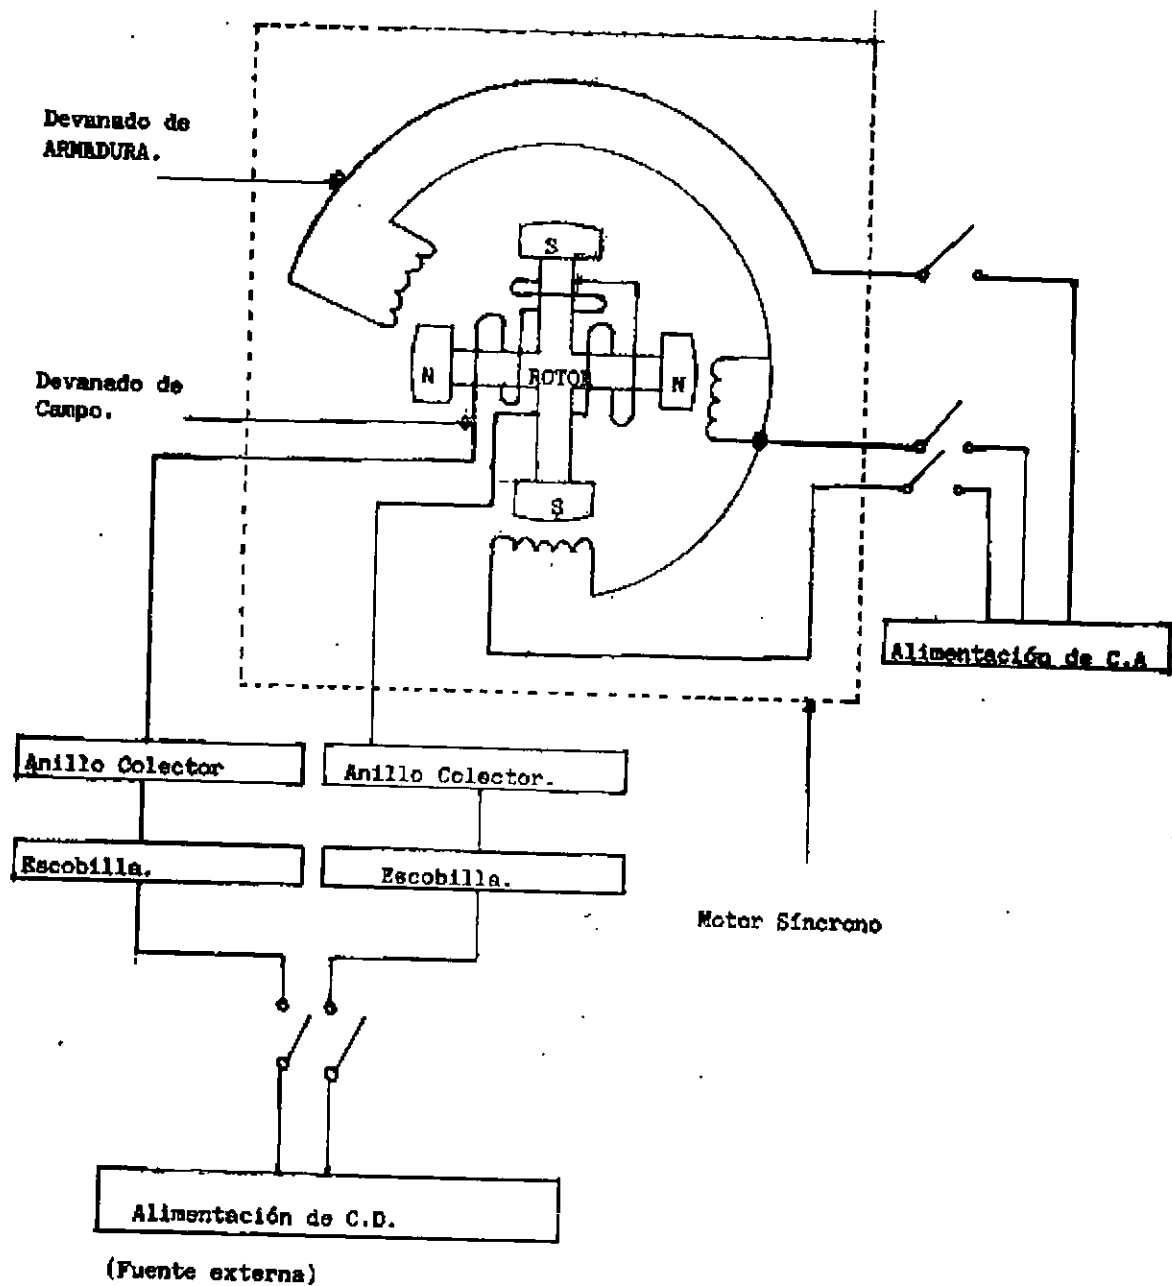 Devanado de
ARMADURA.
S
N
ROTOR
N
Devanado de
Campo.
S
Alimentación de C.A
Anillo Colector
Anillo Colector.
Escobilla.
Escobilla.
Motor Síncrono
Alimentación de C.D.
(Fuente externa)